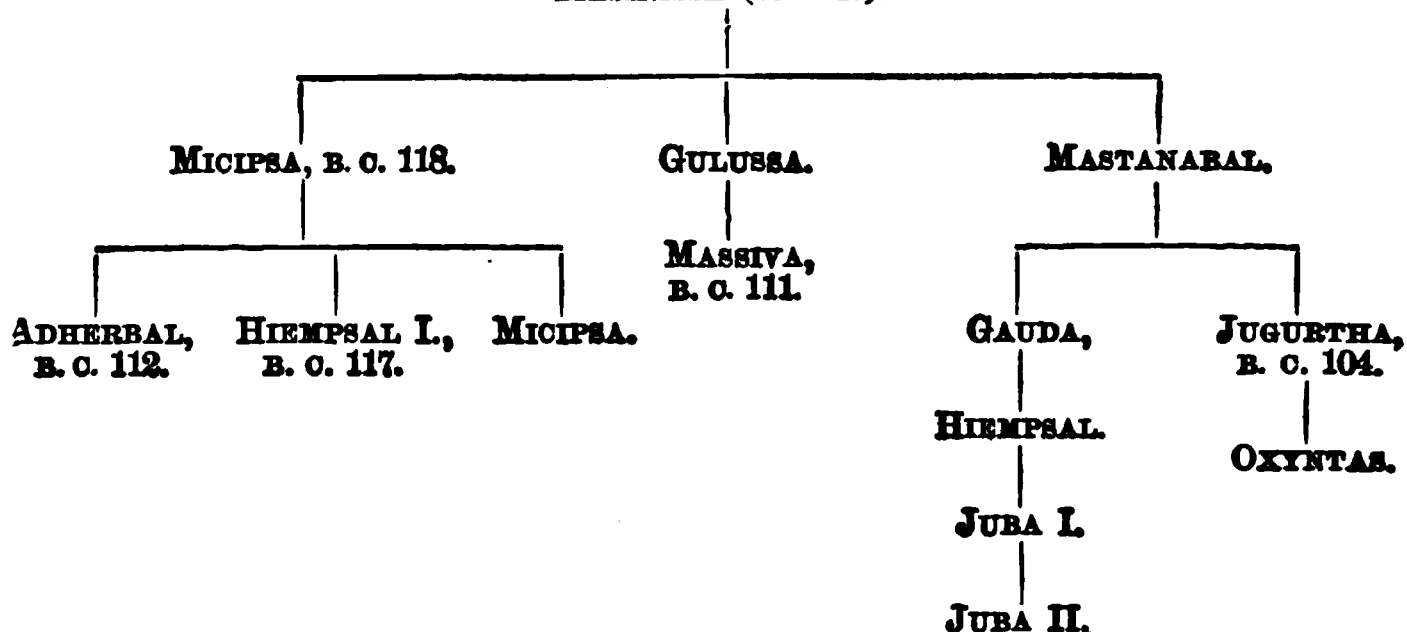 MICIPSA, B. C. 118.
GULUSSA.
MASTANABAL.
MASSIVA,
B. C. 111.
ADHERBAL,
B. C. 112.
HIEMPSAL I.,
B. C. 117.
MICIPSA.
GAUDA,
JUGURTHA,
B. C. 104.
HIEMPSAL.
OXYNTAS.
JUBA I.
JUBA II.